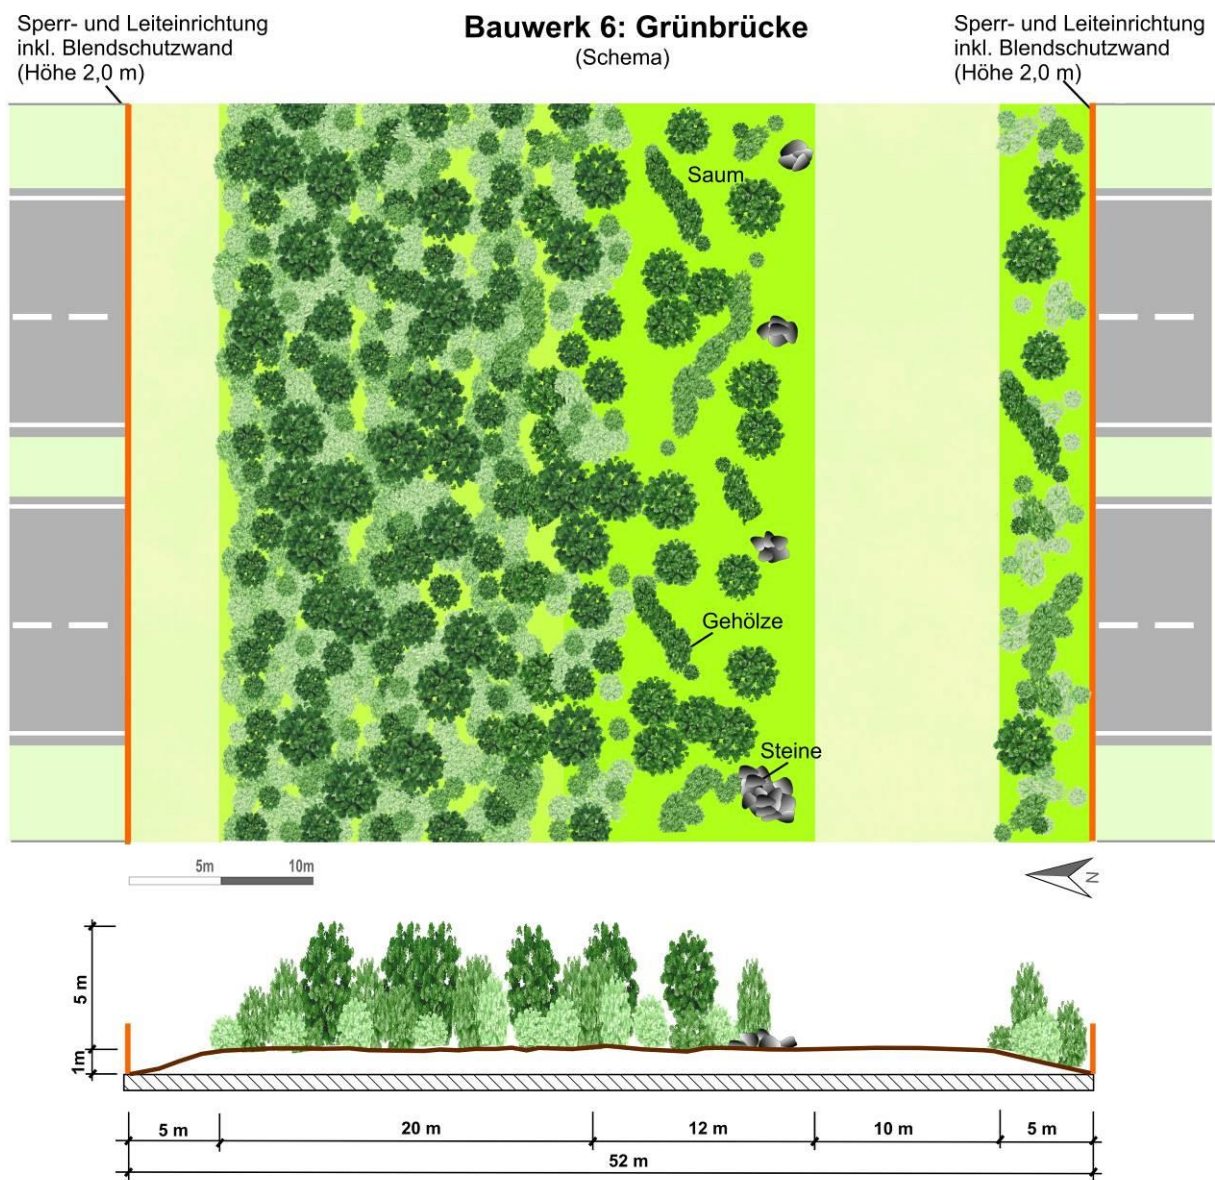 Sperr- und Leiteinrichtung
inkl. Blendschutzwand
(Höhe 2,0 m)
Bauwerk 6: Grünbrücke
(Schema)
Sperr- und Leiteinrichtung
inkl. Blendschutzwand
(Höhe 2,0 m)
Saum
Gehölze
Steine
5m 10m
N
5 m
1m
5 m 20 m 12 m 10 m 5 m
52 m